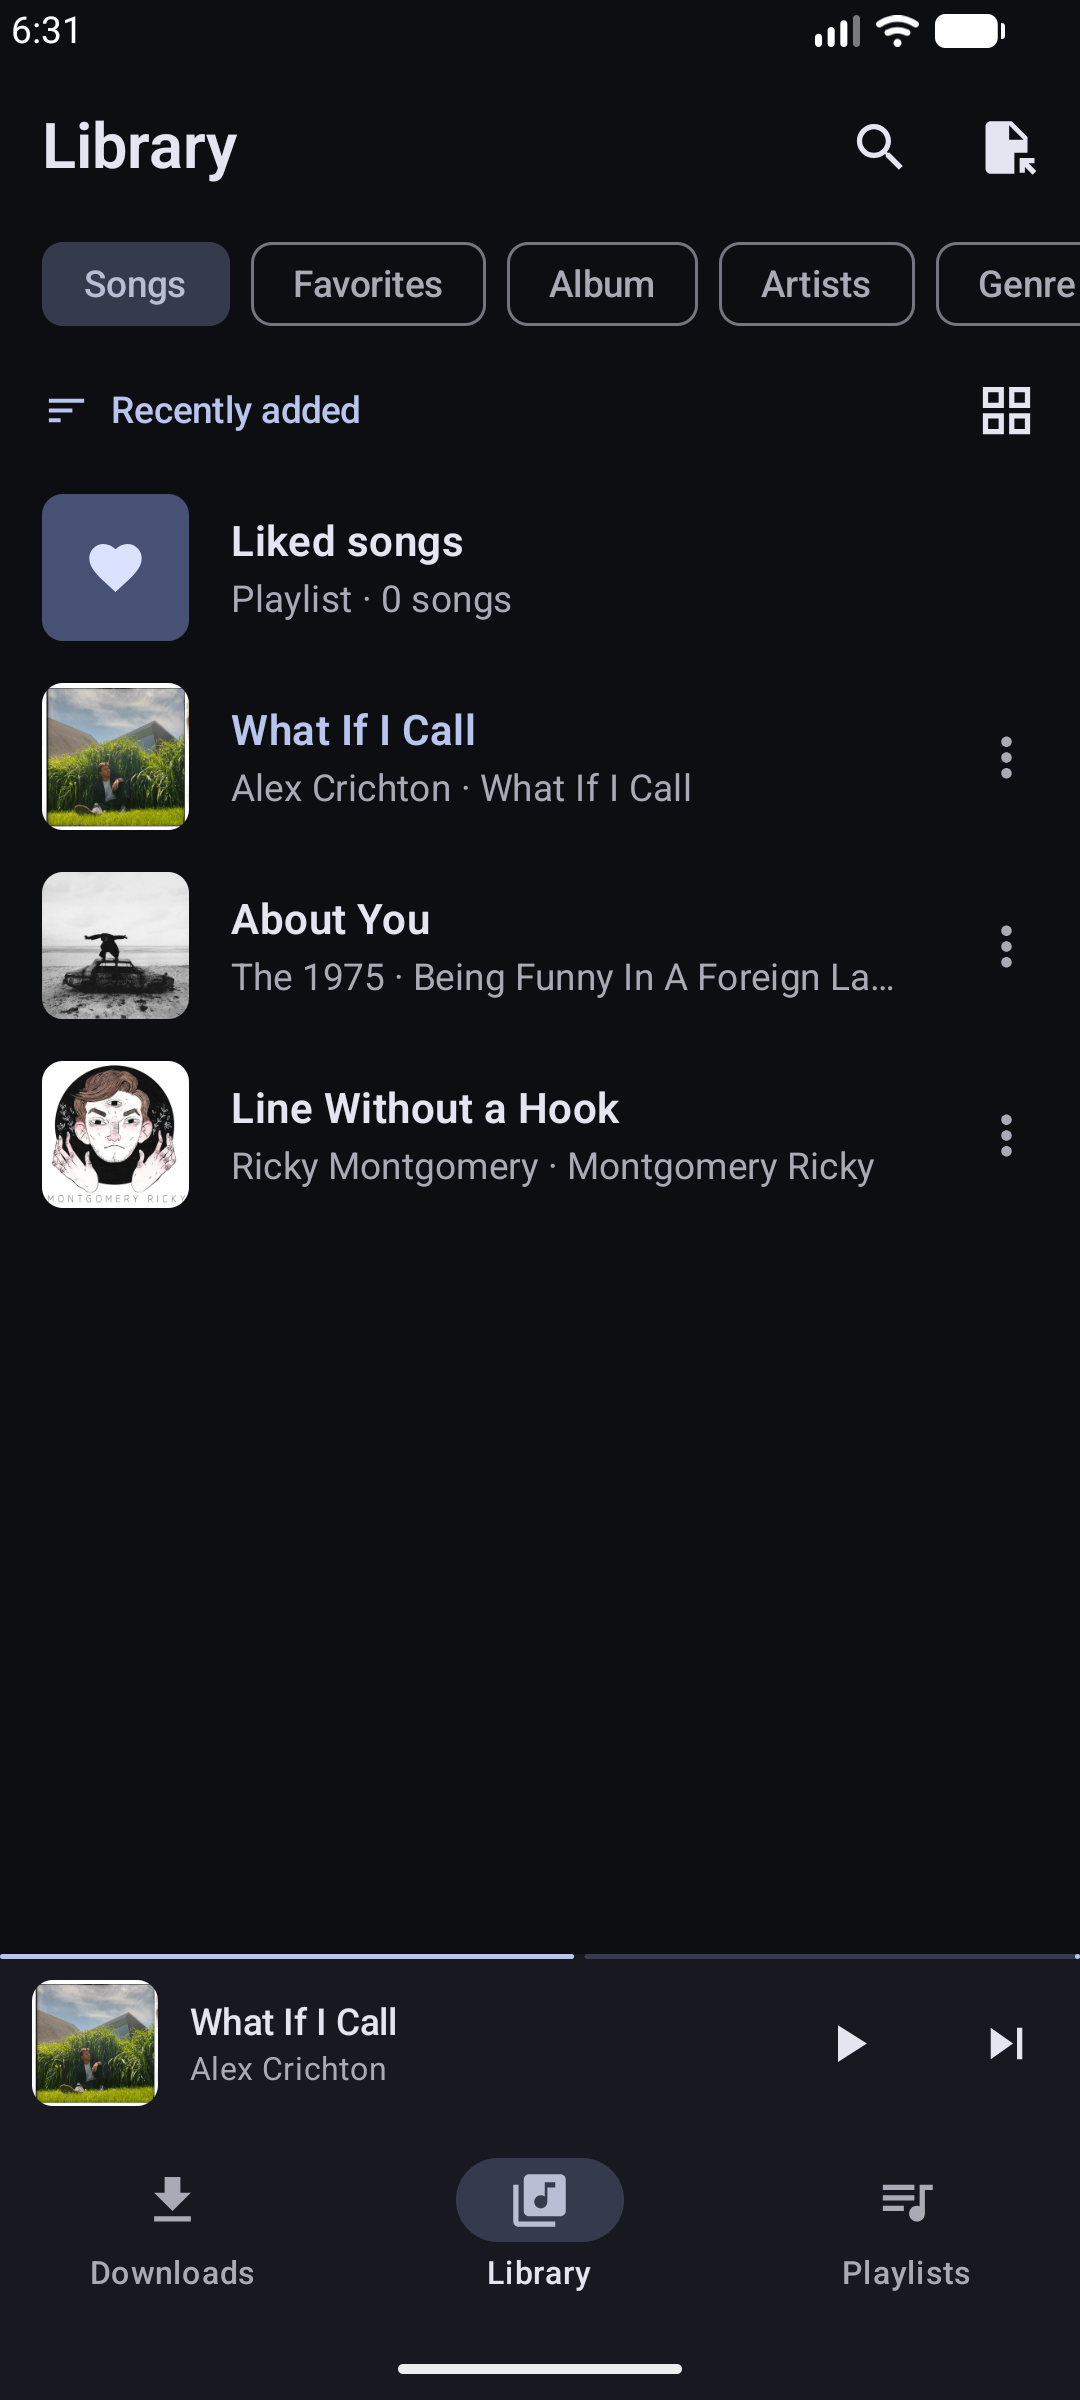 6:31
Library
Songs
Favorites
Album
Artists
Genre
Recently added
Liked songs
Playlist · 0 songs
What If I Call
Alex Crichton · What If I Call
About You
The 1975 · Being Funny In A Foreign La...
Line Without a Hook
Ricky Montgomery · Montgomery Ricky
MONTGOMERY RICKY
What If I Call
Alex Crichton
Downloads
Library
Playlists